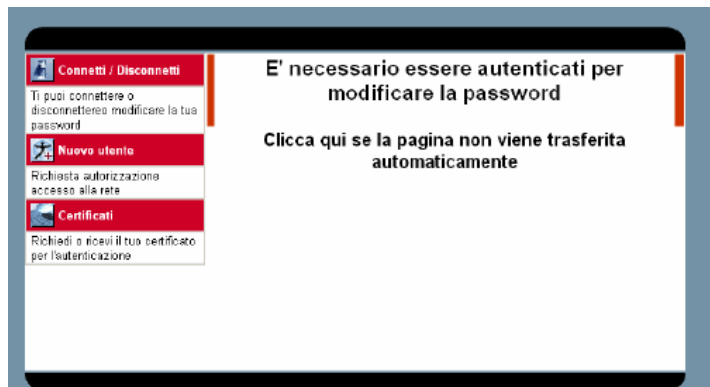 Connetti / Disconnetti
Ti puoi connettere o
disconnettereo modificare la tua
password
Nuovo utente
Richiesta autorizzazione
accesso alla rete
Certificati
Richiedi o ricevi il tuo certificato
per l'autenticazione
E' necessario essere autenticati per
modificare la password
Clicca qui se la pagina non viene trasferita
automaticamente